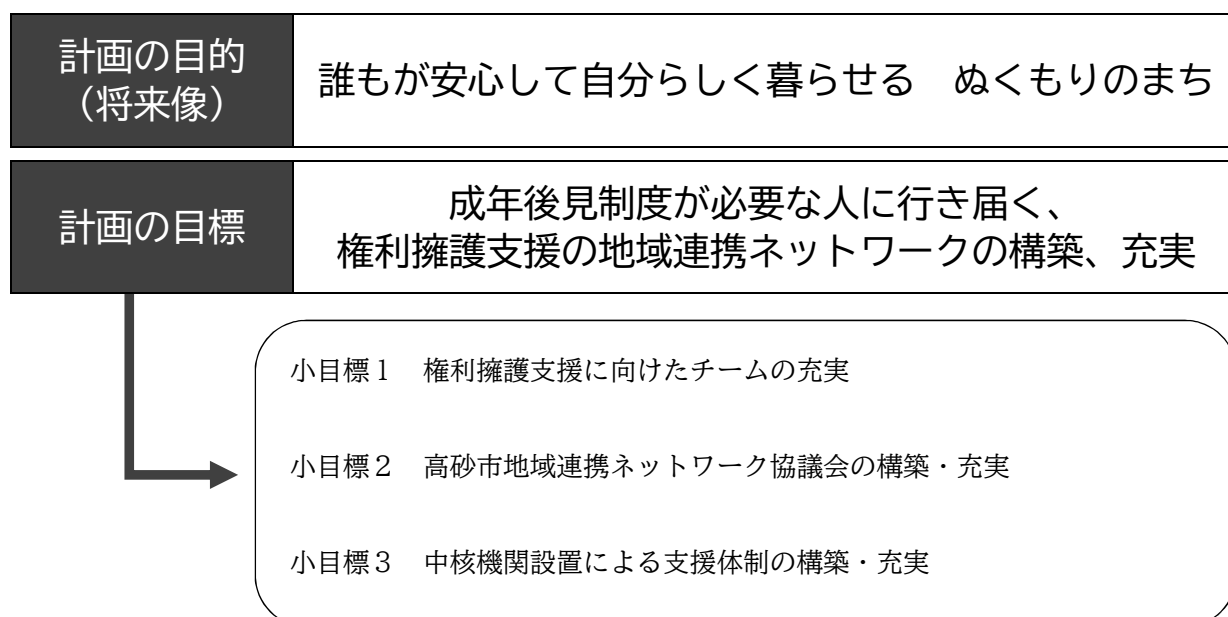 計画の目的
（将来像）
誰もが安心して自分らしく暮らせる　ぬくもりのまち
計画の目標
成年後見制度が必要な人に行き届く、
権利擁護支援の地域連携ネットワークの構築、充実
小目標１　権利擁護支援に向けたチームの充実
小目標２　高砂市地域連携ネットワーク協議会の構築・充実
小目標３　中核機関設置による支援体制の構築・充実